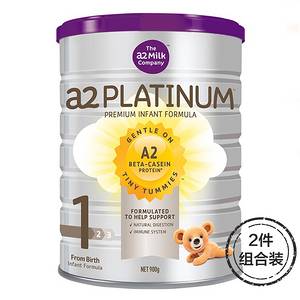 The
a2 Milk
Company
a2 PLATINUM
PREMIUM INFANT FORMULA
GENTLE ON
A2
BETA-CASEIN
PROTEIN*
TINY TUMMIES
FORMULATED
TO HELP SUPPORT
✓ NATURAL DIGESTION
✓ IMMUNE SYSTEM
1 2 3
From Birth
Infant Formula
NET 900g
2件
组合装